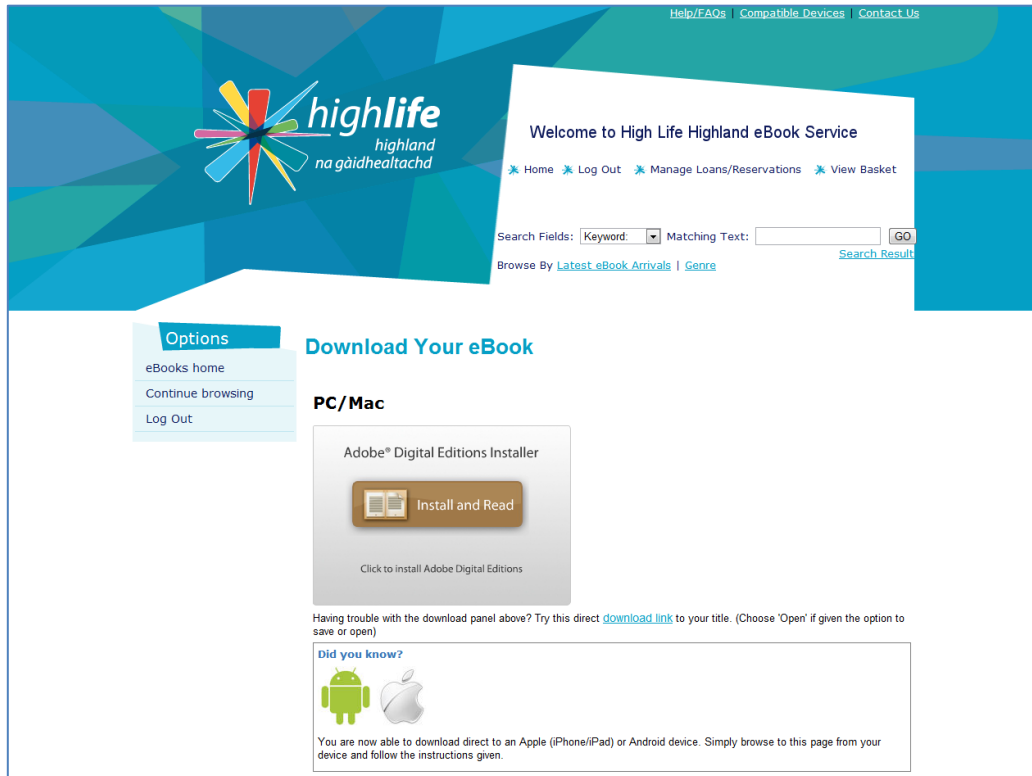 Help/FAQs | Compatible Devices | Contact Us
highlife
highland
na gàidhealtachd
Welcome to High Life Highland eBook Service
Home Log Out Manage Loans/Reservations View Basket
Search Fields: Keyword: Matching Text: GO
Search Result
Browse By Latest eBook Arrivals | Genre
Options
eBooks home
Continue browsing
Log Out
Download Your eBook
PC/Mac
Adobe® Digital Editions Installer
Install and Read
Click to install Adobe Digital Editions
Having trouble with the download panel above? Try this direct download link to your title. (Choose 'Open' if given the option to
save or open)
Did you know?
You are now able to download direct to an Apple (iPhone/iPad) or Android device. Simply browse to this page from your
device and follow the instructions given.